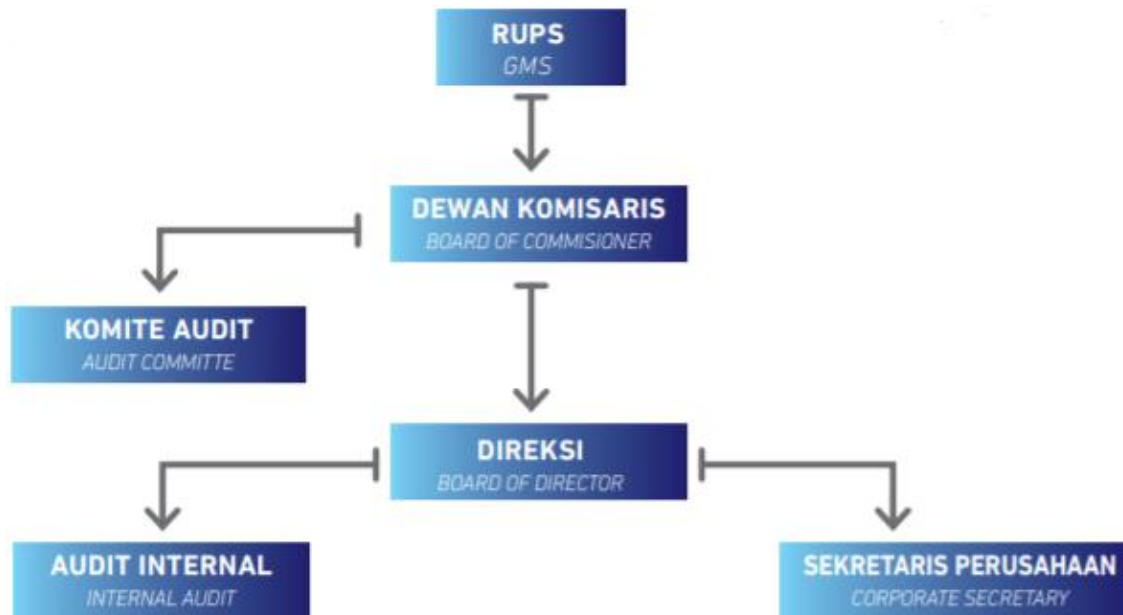 RUPS
GMS
DEWAN KOMISARIS
BOARD OF COMMISIONER
KOMITE AUDIT
AUDIT COMMITTE
DIREKSI
BOARD OF DIRECTOR
AUDIT INTERNAL
INTERNAL AUDIT
SEKRETARIS PERUSAHAAN
CORPORATE SECRETARY